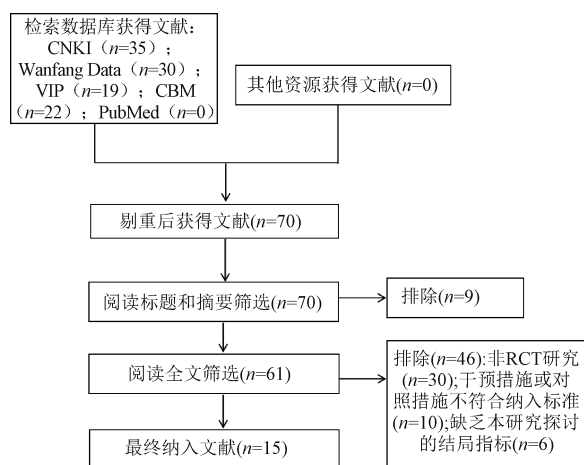 检索数据库获得文献:
CNKI（n=35）;
Wanfang Data（n=30）;
VIP（n=19）; CBM
（n=22）; PubMed（n=0）
其他资源获得文献(n=0)
剔重后获得文献(n=70)
阅读标题和摘要筛选(n=70)
排除(n=9)
阅读全文筛选(n=61)
排除(n=46):非RCT研究
(n=30);干预措施或对
照措施不符合纳入标准
(n=10);缺乏本研究探讨
的结局指标(n=6)
最终纳入文献(n=15)